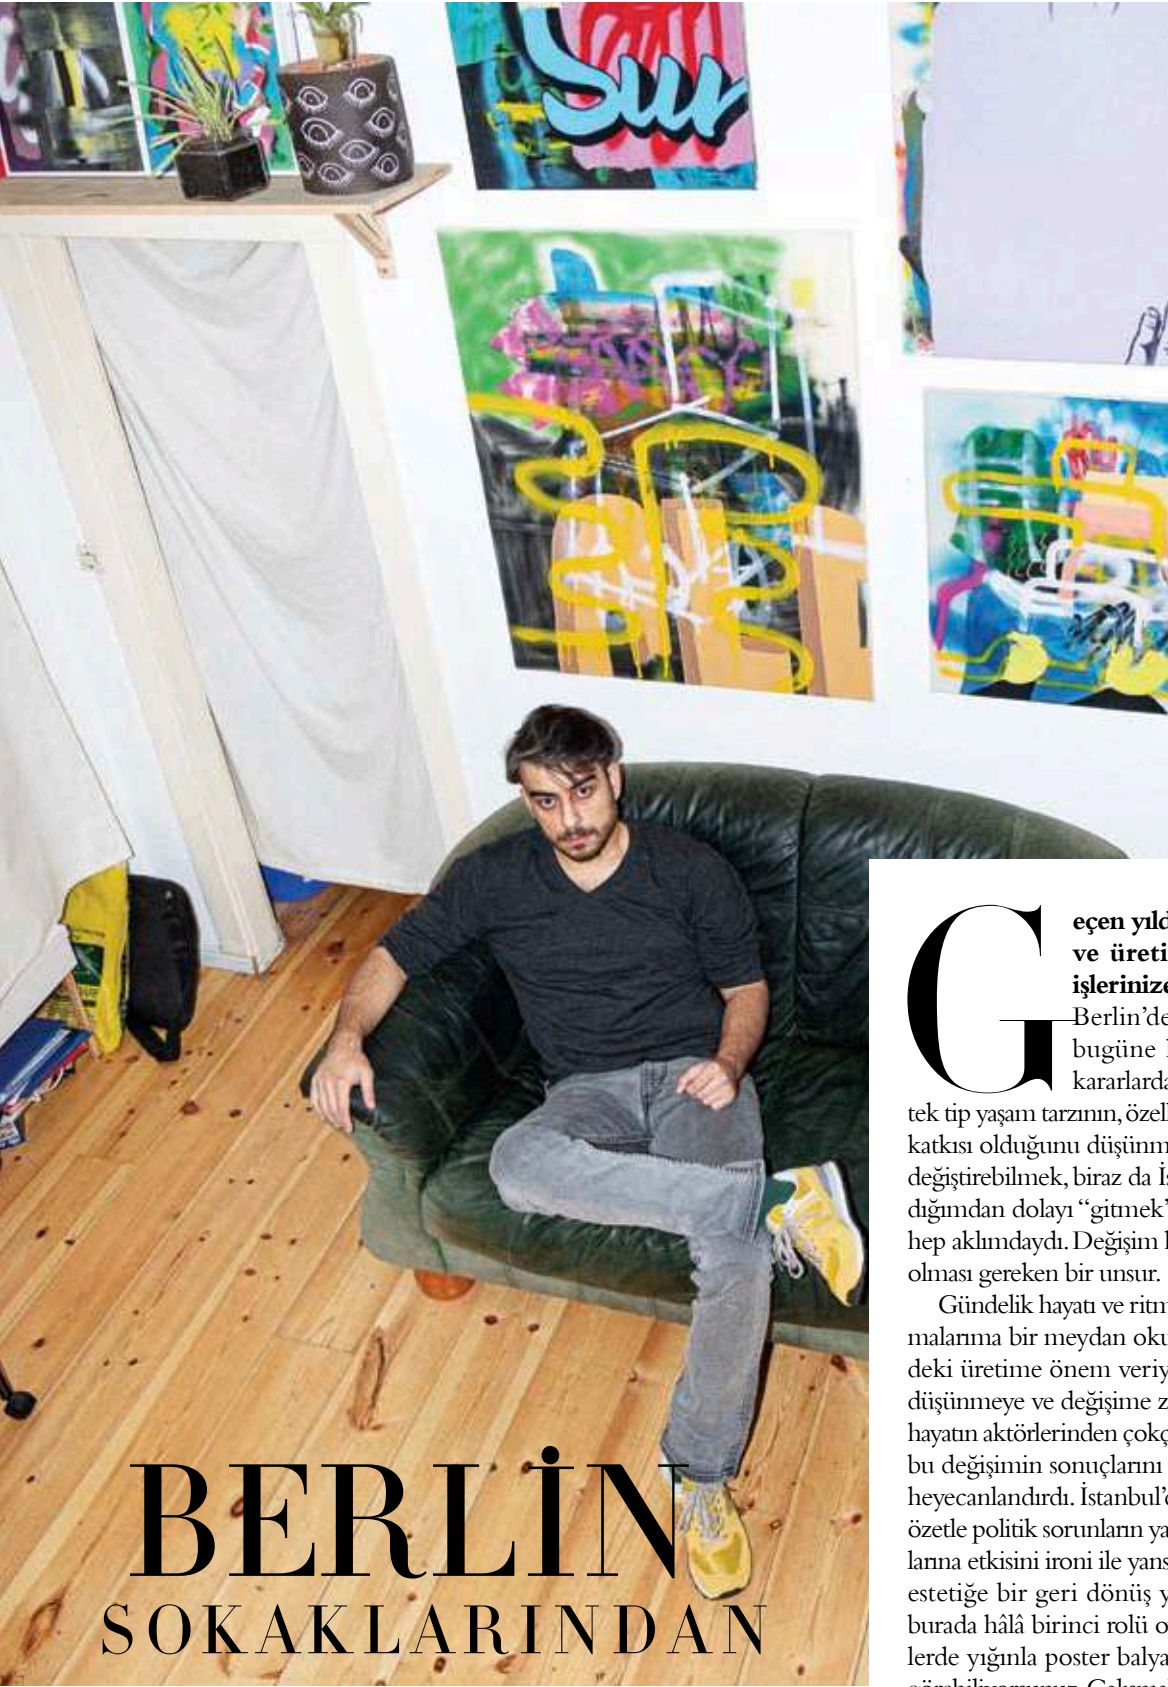 Sur
BERLİN
SOKAKLARINDAN
Geçen yıld
ve üreti
işlerinize
Berlin’de
bugüne
kararlarda
tek tip yaşam tarzının, özell
katkısı olduğunu düşünm
değiştirebilmek, biraz da İs
dığımdan dolayı “gitmek”
hep aklımdaydı. Değişim
olması gereken bir unsur.
Gündelik hayatı ve ritm
malarıma bir meydan oku
deki üretime önem veriy
düşünmeye ve değişime z
hayatın aktörlerinden çokç
bu değişimin sonuçlarını
heyecanlandırdı. İstanbul’d
özetle politik sorunların ya
larına etkisini ironi ile yans
estetiğe bir geri dönüş y
burada hâlâ birinci rolü o
lerde yığınla poster balya